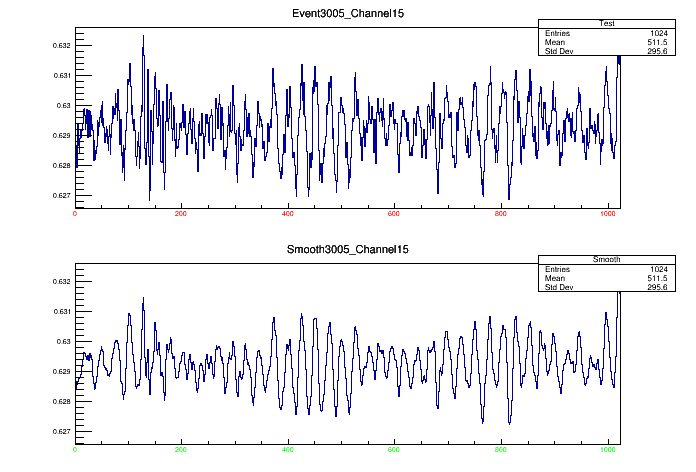 Event3005_Channel15
Test
Entries 1024
Mean 511.5
Std Dev 295.6
0.632
0.631
0.63
0.629
0.628
0.627
0 200 400 600 800 1000
Smooth3005_Channel15
Smooth
Entries 1024
Mean 511.5
Std Dev 295.6
0.632
0.631
0.63
0.629
0.628
0.627
0 200 400 600 800 1000